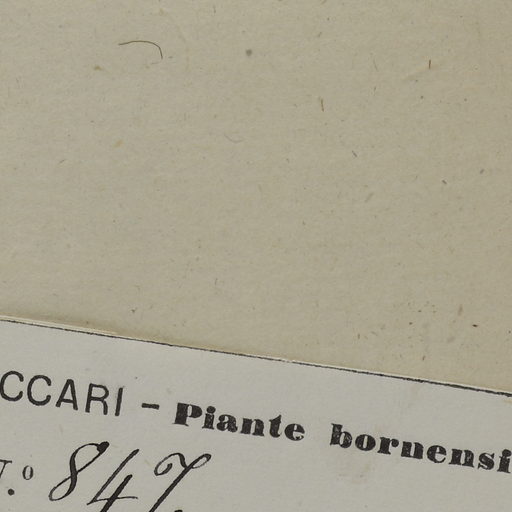 CCARI - Piante bornensi
N.º 847.